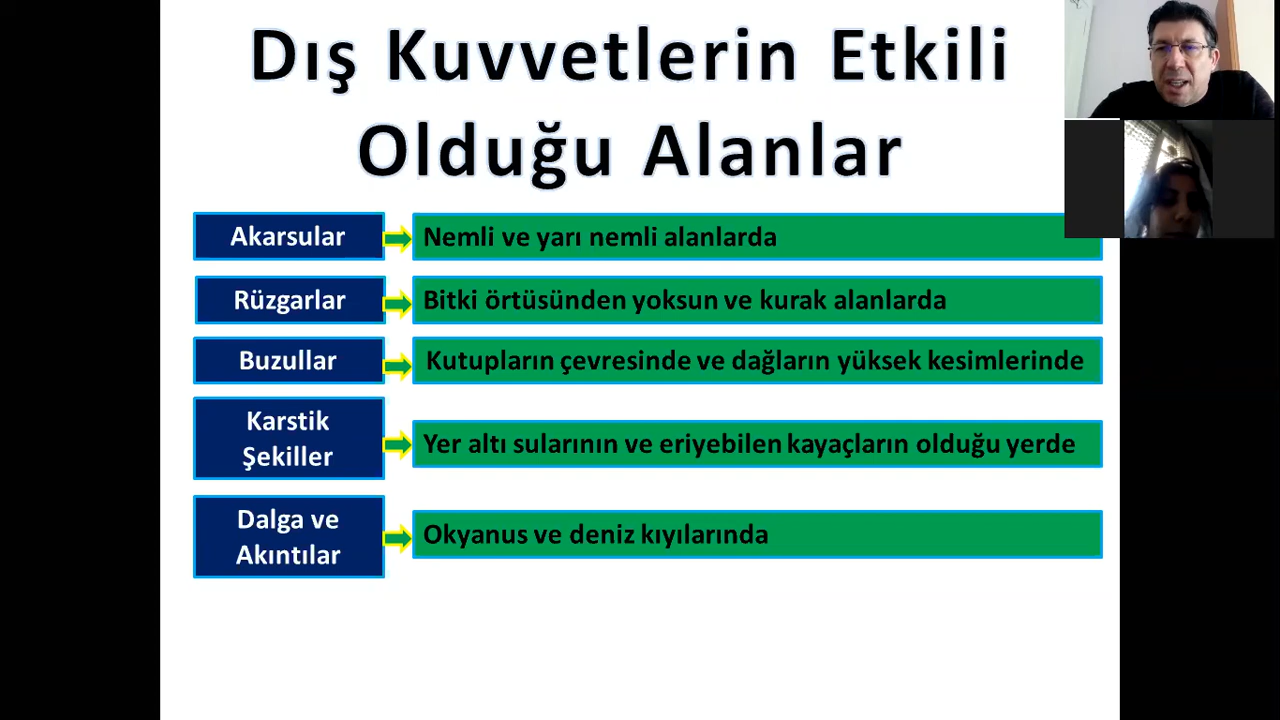 Dış Kuvvetlerin Etkili
Olduğu Alanlar
Akarsular
Nemli ve yarı nemli alanlarda
Rüzgarlar
Bitki örtüsünden yoksun ve kurak alanlarda
Buzullar
Kutupların çevresinde ve dağların yüksek kesimlerinde
Karstik
Şekiller
Yer altı sularının ve eriyebilen kayaçların olduğu yerde
Dalga ve
Akıntılar
Okyanus ve deniz kıyılarında